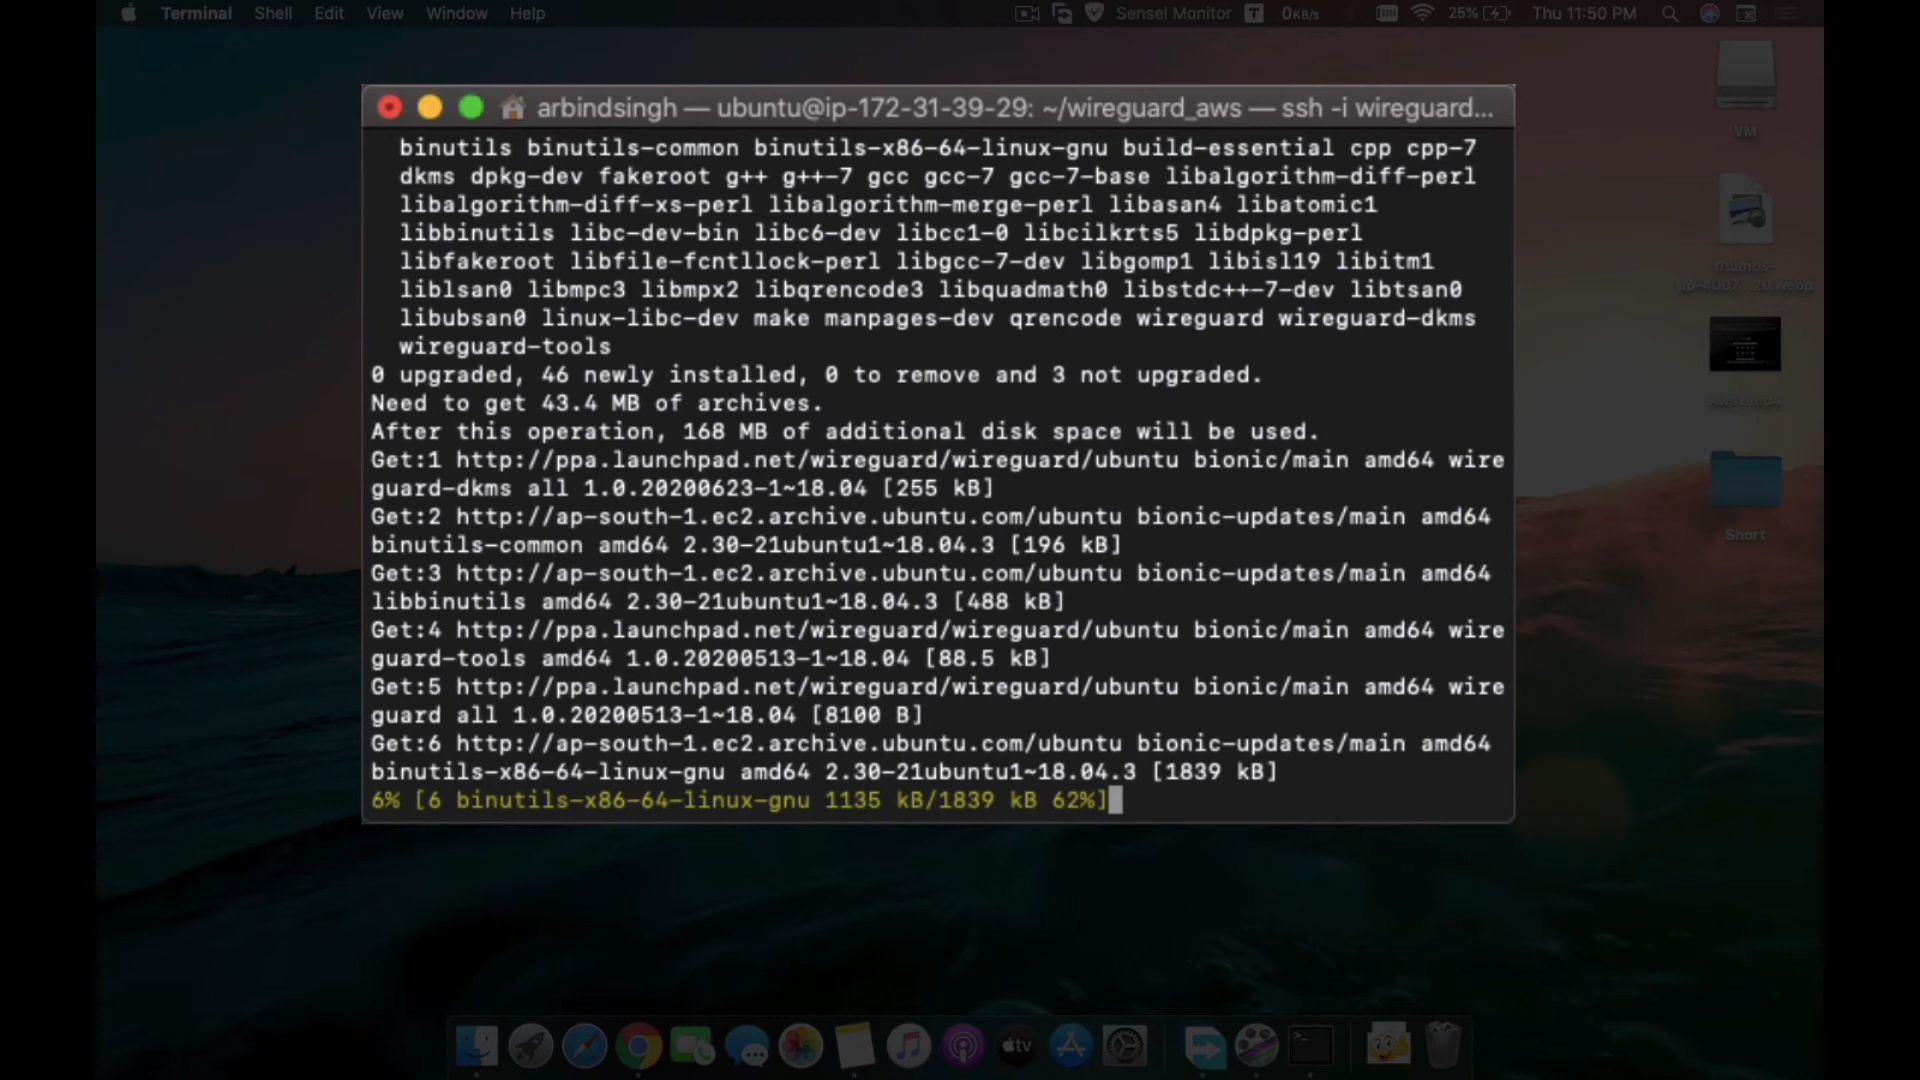 Terminal Shell Edit View Window Help Sensei Monitor T 0KB/s 25% Thu 11:50 PM
arbindsingh — ubuntu@ip-172-31-39-29: ~/wireguard_aws — ssh -i wireguard...
binutils binutils-common binutils-x86-64-linux-gnu build-essential cpp cpp-7
dkms dpkg-dev fakeroot g++ g++-7 gcc gcc-7 gcc-7-base libalgorithm-diff-perl
libalgorithm-diff-xs-perl libalgorithm-merge-perl libasan4 libatomic1
libbinutils libc-dev-bin libc6-dev libcc1-0 libcilkrts5 libdpkg-perl
libfakeroot libfile-fcntllock-perl libgcc-7-dev libgomp1 libisl19 libitm1
liblsan0 libmpc3 libmpx2 libqrencode3 libquadmath0 libstdc++-7-dev libtsan0
libubsan0 linux-libc-dev make manpages-dev qrencode wireguard wireguard-dkms
wireguard-tools
0 upgraded, 46 newly installed, 0 to remove and 3 not upgraded.
Need to get 43.4 MB of archives.
After this operation, 168 MB of additional disk space will be used.
Get:1 http://ppa.launchpad.net/wireguard/wireguard/ubuntu bionic/main amd64 wire
guard-dkms all 1.0.20200623-1~18.04 [255 kB]
Get:2 http://ap-south-1.ec2.archive.ubuntu.com/ubuntu bionic-updates/main amd64
binutils-common amd64 2.30-21ubuntu1~18.04.3 [196 kB]
Get:3 http://ap-south-1.ec2.archive.ubuntu.com/ubuntu bionic-updates/main amd64
libbinutils amd64 2.30-21ubuntu1~18.04.3 [488 kB]
Get:4 http://ppa.launchpad.net/wireguard/wireguard/ubuntu bionic/main amd64 wire
guard-tools amd64 1.0.20200513-1~18.04 [88.5 kB]
Get:5 http://ppa.launchpad.net/wireguard/wireguard/ubuntu bionic/main amd64 wire
guard all 1.0.20200513-1~18.04 [8100 B]
Get:6 http://ap-south-1.ec2.archive.ubuntu.com/ubuntu bionic-updates/main amd64
binutils-x86-64-linux-gnu amd64 2.30-21ubuntu1~18.04.3 [1839 kB]
6% [6 binutils-x86-64-linux-gnu 1135 kB/1839 kB 62%]
VM
thumbs-
up-4007...20.webp
Short
tv